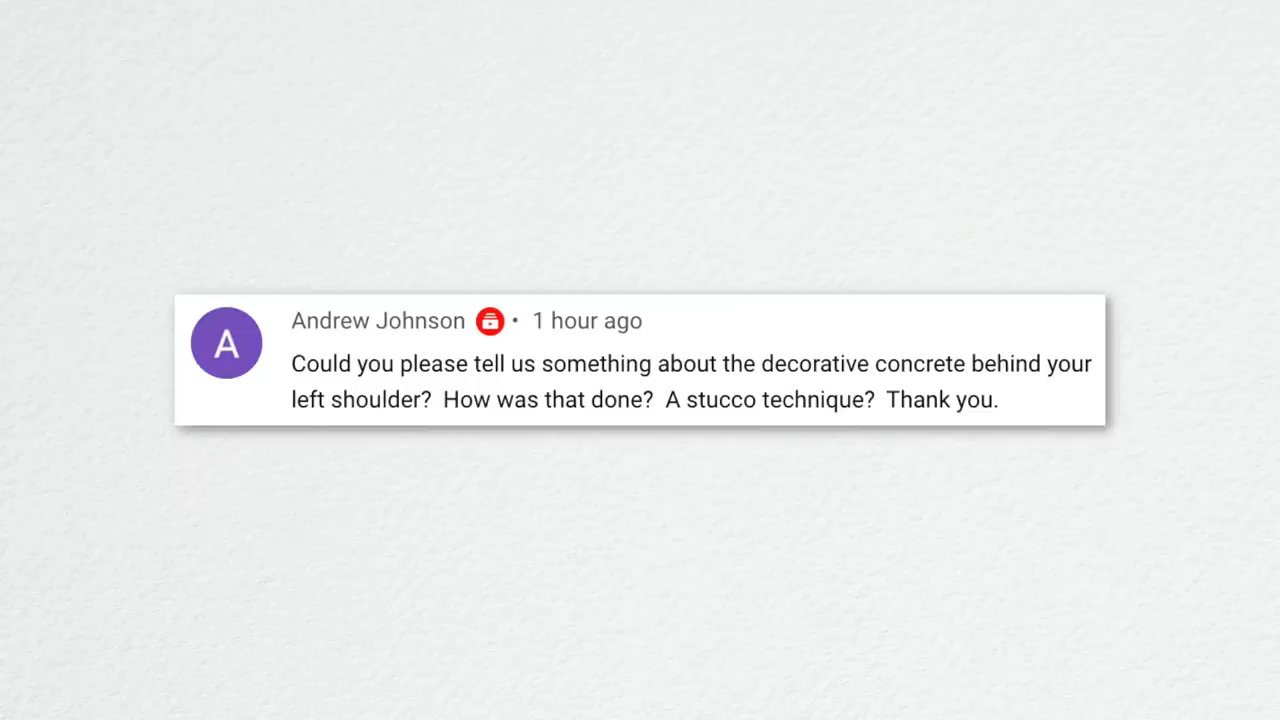 A
Andrew Johnson • 1 hour ago
Could you please tell us something about the decorative concrete behind your
left shoulder?  How was that done?  A stucco technique?  Thank you.